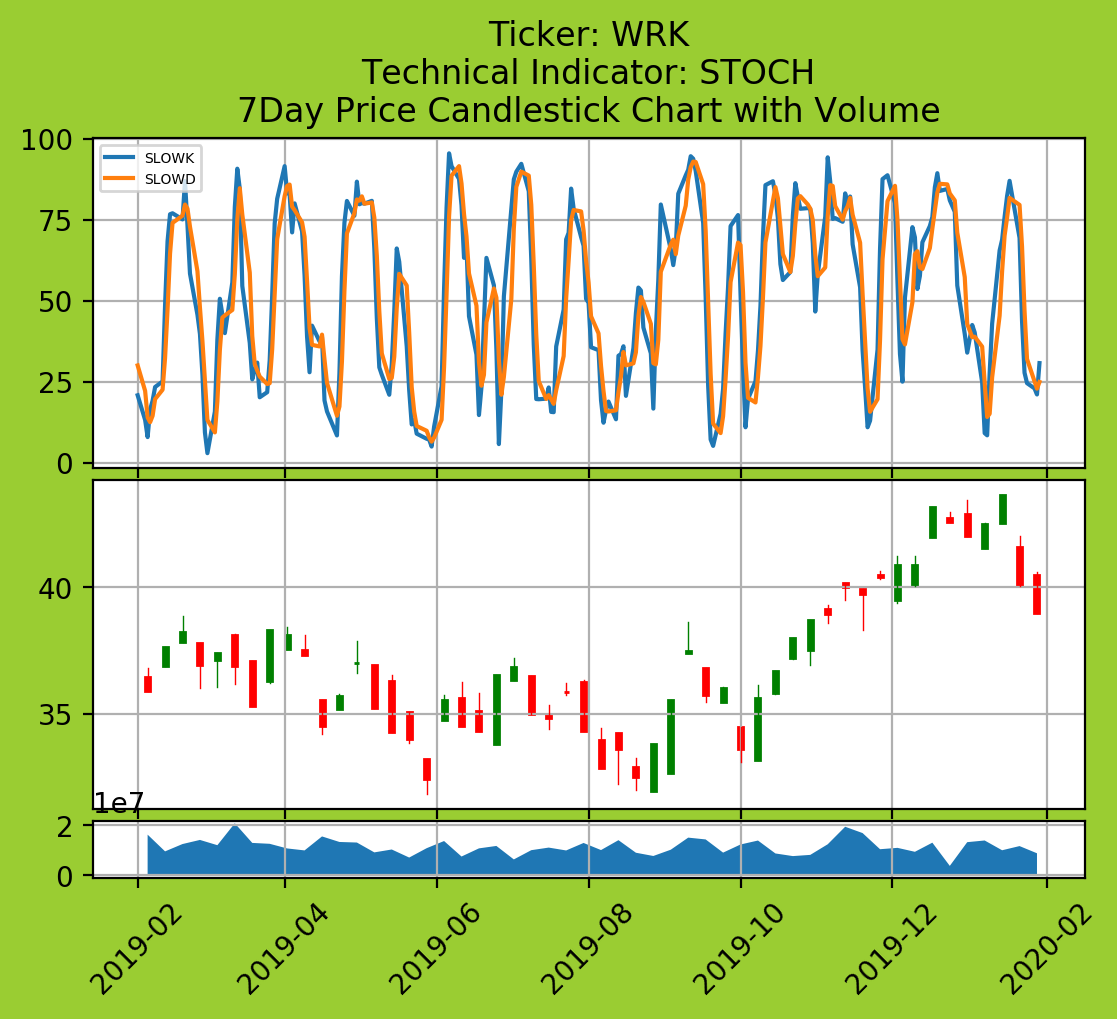 Ticker: WRK
Technical Indicator: STOCH
7Day Price Candlestick Chart with Volume
100
SLOWK
SLOWD
75
50
25
0
40
35
1e7
2
0
2019-02
2019-04
2019-06
2019-08
2019-10
2019-12
2020-02